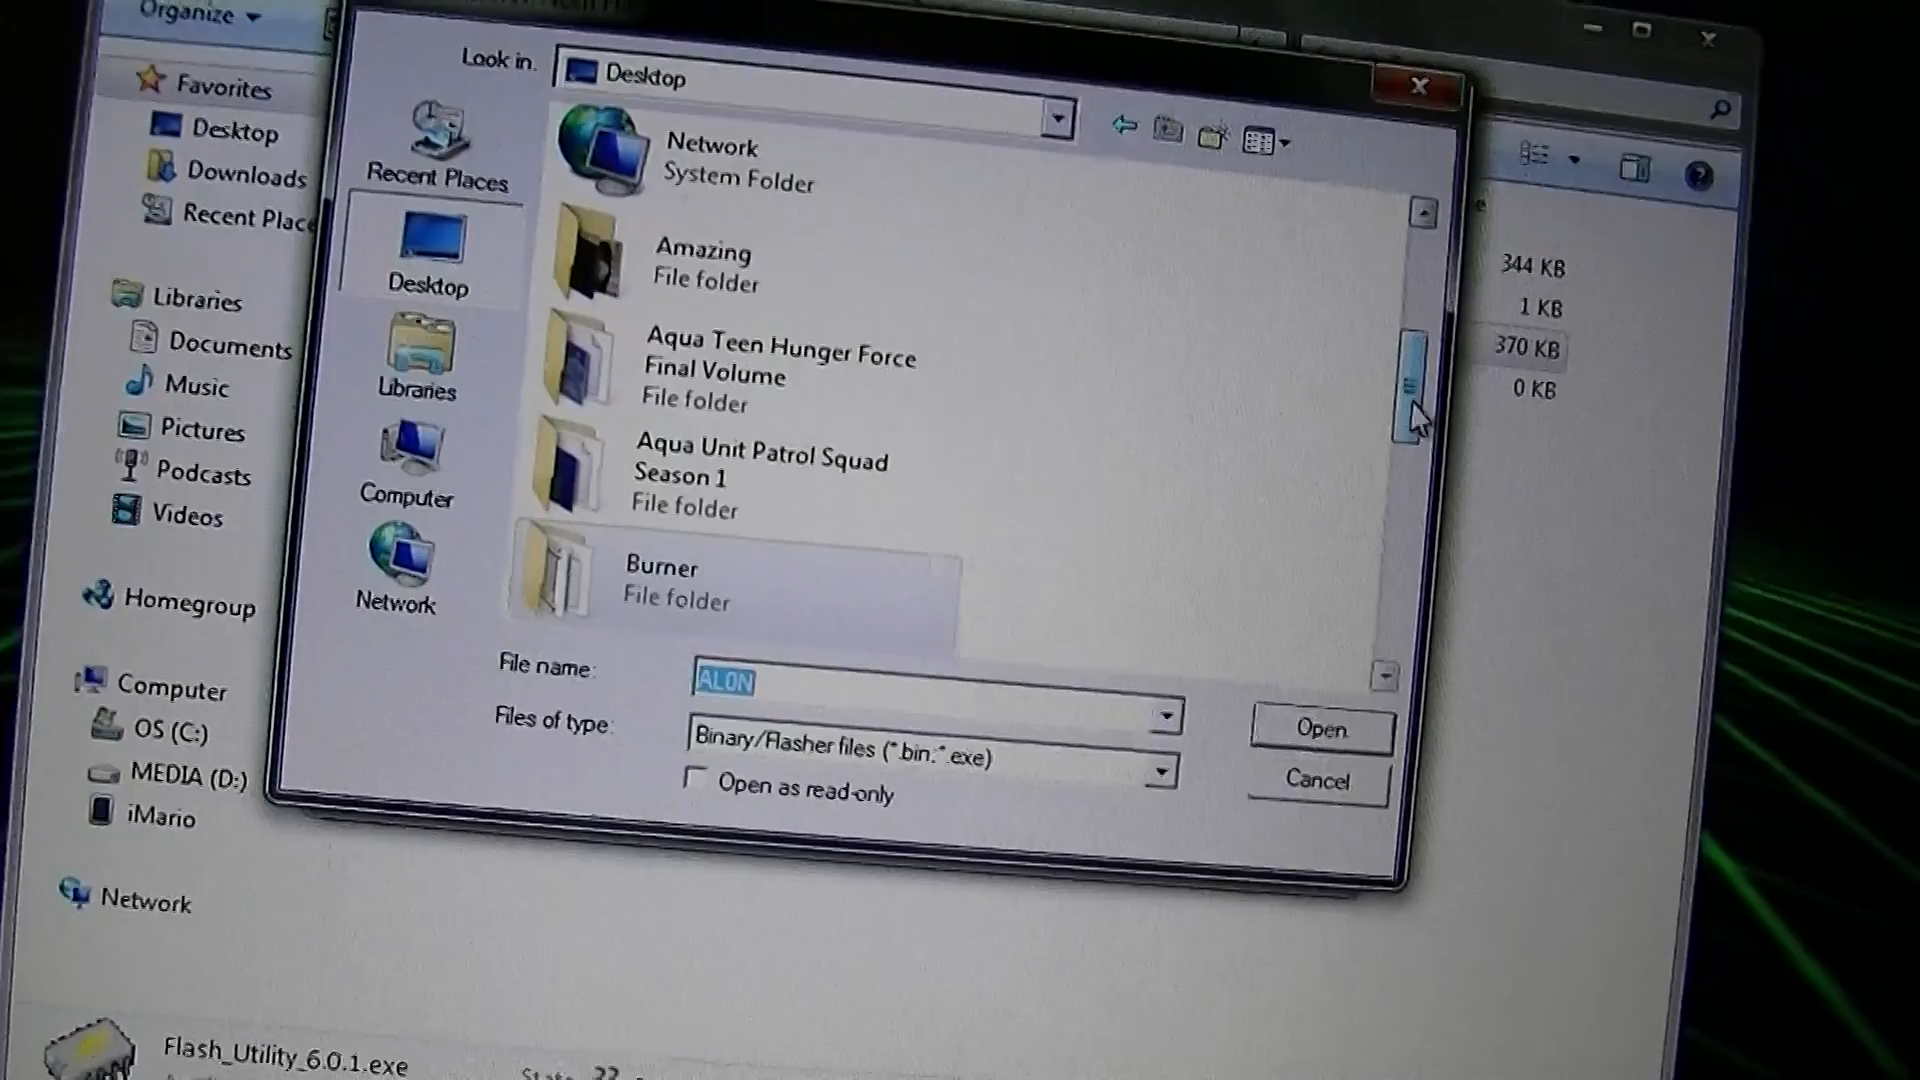 Organize
Favorites
Desktop
Downloads
Recent Place
Libraries
Documents
Music
Pictures
Podcasts
Videos
Homegroup
Computer
OS (C:)
MEDIA (D:)
iMario
Network
Look in:
Desktop
Recent Places
Desktop
Libraries
Computer
Network
Network
System Folder
Amazing
File folder
Aqua Teen Hunger Force
Final Volume
File folder
Aqua Unit Patrol Squad
Season 1
File folder
Burner
File folder
File name:
AL0N
Files of type:
Binary/Flasher files (*.bin;*.exe)
Open as read-only
Open
Cancel
344 KB
1 KB
370 KB
0 KB
Flash_Utility_6.0.1.exe